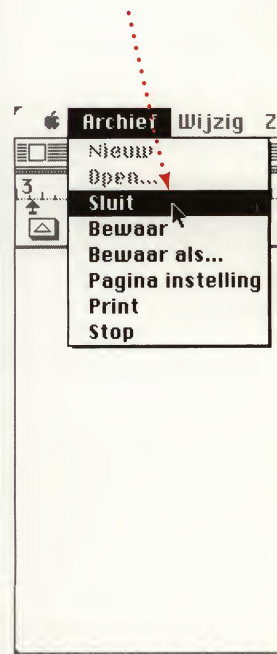 Archief Wijzig Z
Nieuw
Open...
3
Sluit
Bewaar
Bewaar als...
Pagina instelling
Print
Stop